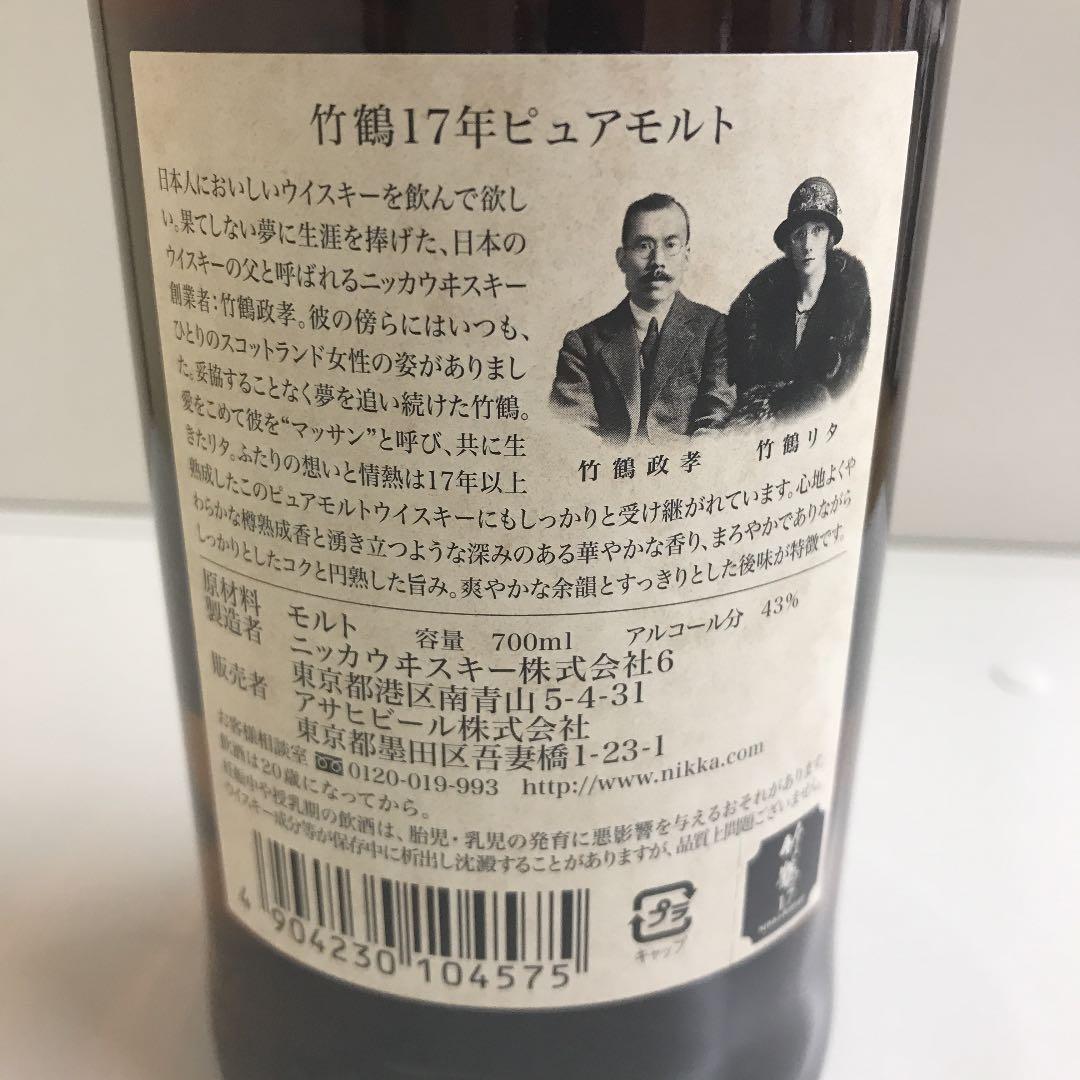 竹鶴17年ピュアモルト
日本人においしいウイスキーを飲んで欲し
い。果てしない夢に生涯を捧げた、日本の
ウイスキーの父と呼ばれるニッカウヰスキー
創業者：竹鶴政孝。彼の傍らにはいつも、
ひとりのスコットランド女性の姿がありまし
た。妥協することなく夢を追い続けた竹鶴。
愛をこめて彼を“マッサン”と呼び、共に生
きたリタ。ふたりの想いと情熱は17年以上
熟成したこのピュアモルトウイスキーにもしっかりと受け継がれています。心地よくや
わらかな樽熟成香と湧き立つような深みのある華やかな香り、まろやかでありながら
しっかりとしたコクと円熟した旨み。爽やかな余韻とすっきりとした後味が特徴です。
竹鶴政孝 竹鶴リタ
原材料 モルト 容量 700ml アルコール分 43%
製造者 ニッカウヰスキー株式会社6
東京都港区南青山5-4-31
販売者 アサヒビール株式会社
東京都墨田区吾妻橋1-23-1
お客様相談室 0120-019-993 http://www.nikka.com
飲酒は20歳になってから。
妊娠中や授乳期の飲酒は、胎児・乳児の発育に悪影響を与えるおそれがあります。
ウイスキー成分等が保存中に析出し沈澱することがありますが、品質上問題ございません。
4 904230 104575
プラ
キャップ